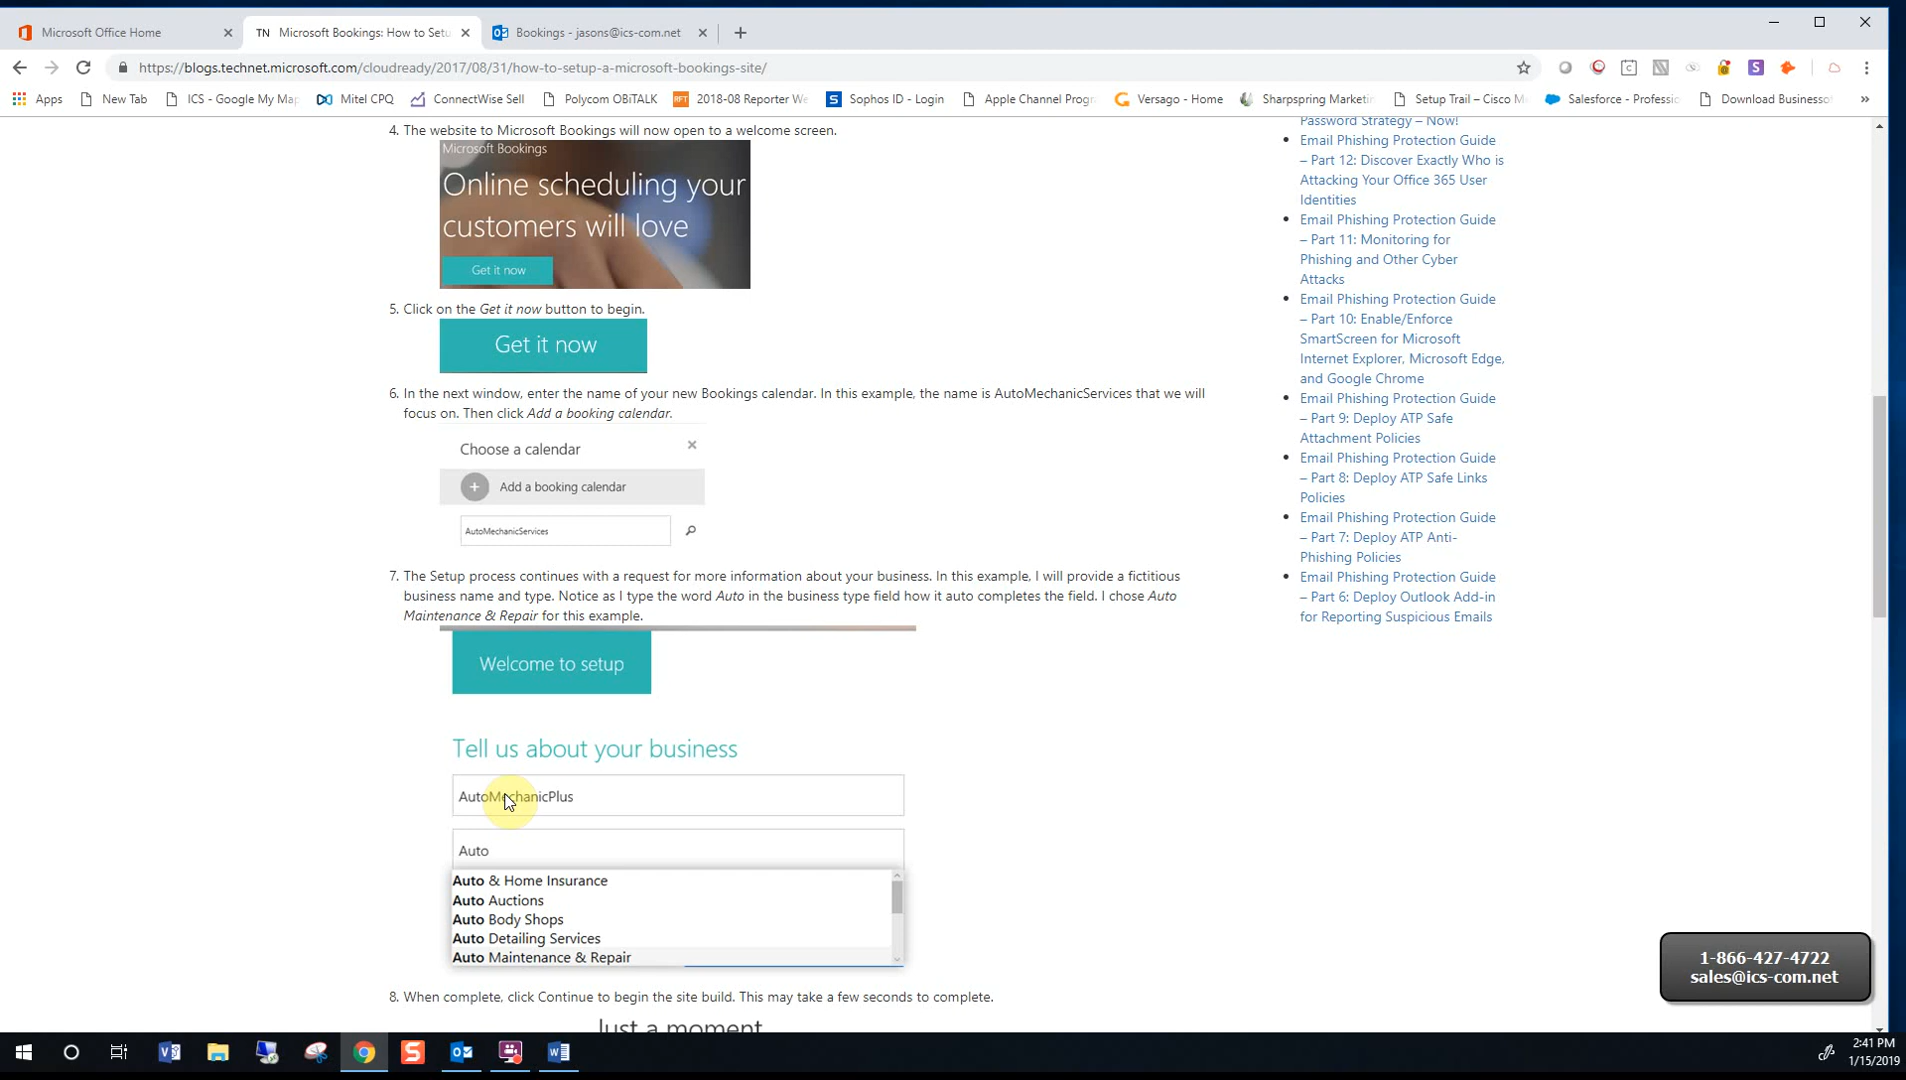 Microsoft Office Home
TN Microsoft Bookings: How to Setu
Bookings - jasons@ics-com.net
https://blogs.technet.microsoft.com/cloudready/2017/08/31/how-to-setup-a-microsoft-bookings-site/
Apps
New Tab
ICS - Google My Ma
Mitel CPQ
ConnectWise Sell
Polycom OBiTALK
RFT 2018-08 Reporter We
Sophos ID - Login
Apple Channel Progr
Versago - Home
Sharpspring Marketi
Setup Trail – Cisco M
Salesforce - Professio
Download Businesso
4. The website to Microsoft Bookings will now open to a welcome screen.
Microsoft Bookings
Online scheduling your
customers will love
Get it now
5. Click on the Get it now button to begin.
Get it now
6. In the next window, enter the name of your new Bookings calendar. In this example, the name is AutoMechanicServices that we will
focus on. Then click Add a booking calendar.
Choose a calendar
Add a booking calendar
AutoMechanicServices
7. The Setup process continues with a request for more information about your business. In this example, I will provide a fictitious
business name and type. Notice as I type the word Auto in the business type field how it auto completes the field. I chose Auto
Maintenance & Repair for this example.
Welcome to setup
Tell us about your business
AutoMechanicPlus
Auto
Auto & Home Insurance
Auto Auctions
Auto Body Shops
Auto Detailing Services
Auto Maintenance & Repair
8. When complete, click Continue to begin the site build. This may take a few seconds to complete.
Just a moment
Password Strategy – Now!
Email Phishing Protection Guide
– Part 12: Discover Exactly Who is
Attacking Your Office 365 User
Identities
Email Phishing Protection Guide
– Part 11: Monitoring for
Phishing and Other Cyber
Attacks
Email Phishing Protection Guide
– Part 10: Enable/Enforce
SmartScreen for Microsoft
Internet Explorer, Microsoft Edge,
and Google Chrome
Email Phishing Protection Guide
– Part 9: Deploy ATP Safe
Attachment Policies
Email Phishing Protection Guide
– Part 8: Deploy ATP Safe Links
Policies
Email Phishing Protection Guide
– Part 7: Deploy ATP Anti-
Phishing Policies
Email Phishing Protection Guide
– Part 6: Deploy Outlook Add-in
for Reporting Suspicious Emails
1-866-427-4722
sales@ics-com.net
2:41 PM
1/15/2019